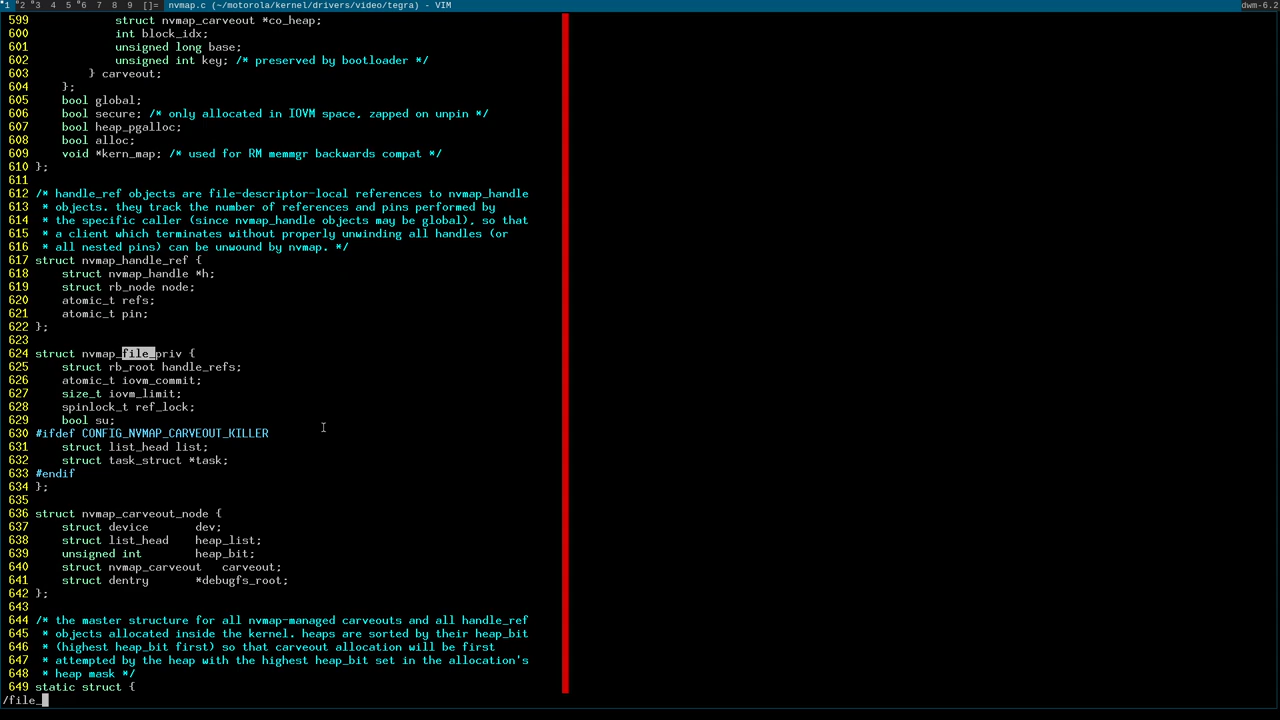 1 2 3 4 5 6 7 8 9 []= nvmap.c (~/motorola/kernel/drivers/video/tegra) - VIM dwm-6.2
599 struct nvmap_carveout *co_heap;
600 int block_idx;
601 unsigned long base;
602 unsigned int key; /* preserved by bootloader */
603 } carveout;
604 };
605 bool global;
606 bool secure; /* only allocated in IOVM space, zapped on unpin */
607 bool heap_pgalloc;
608 bool alloc;
609 void *kern_map; /* used for RM memmgr backwards compat */
610 };
611
612 /* handle_ref objects are file-descriptor-local references to nvmap_handle
613 * objects. they track the number of references and pins performed by
614 * the specific caller (since nvmap_handle objects may be global), so that
615 * a client which terminates without properly unwinding all handles (or
616 * all nested pins) can be unwound by nvmap. */
617 struct nvmap_handle_ref {
618 struct nvmap_handle *h;
619 struct rb_node node;
620 atomic_t refs;
621 atomic_t pin;
622 };
623
624 struct nvmap_file_priv {
625 struct rb_root handle_refs;
626 atomic_t iovm_commit;
627 size_t iovm_limit;
628 spinlock_t ref_lock;
629 bool su;
630 #ifdef CONFIG_NVMAP_CARVEOUT_KILLER
631 struct list_head list;
632 struct task_struct *task;
633 #endif
634 };
635
636 struct nvmap_carveout_node {
637 struct device dev;
638 struct list_head heap_list;
639 unsigned int heap_bit;
640 struct nvmap_carveout carveout;
641 struct dentry *debugfs_root;
642 };
643
644 /* the master structure for all nvmap-managed carveouts and all handle_ref
645 * objects allocated inside the kernel. heaps are sorted by their heap_bit
646 * (highest heap_bit first) so that carveout allocation will be first
647 * attempted by the heap with the highest heap_bit set in the allocation's
648 * heap mask */
649 static struct {
/file_